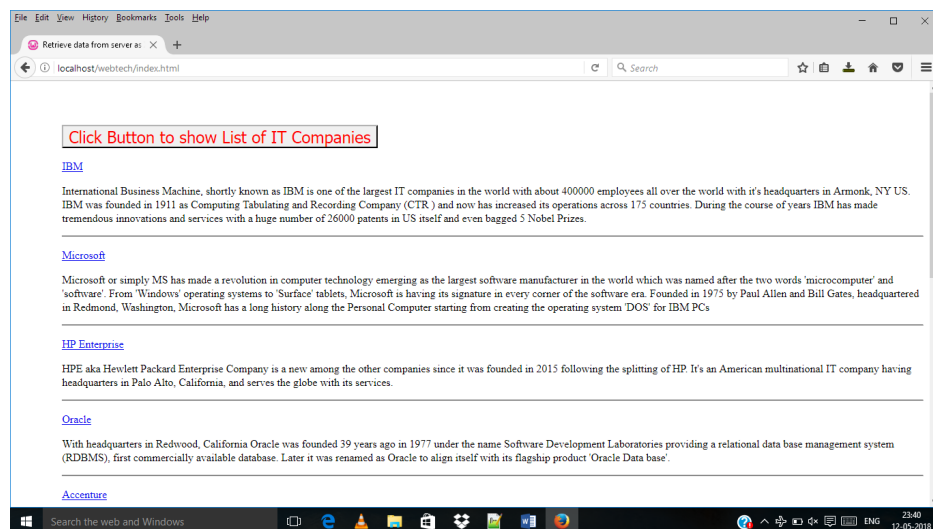 File Edit View History Bookmarks Tools Help
Retrieve data from server as
localhost/webtech/index.html
Search
Click Button to show List of IT Companies
IBM
International Business Machine, shortly known as IBM is one of the largest IT companies in the world with about 400000 employees all over the world with it's headquarters in Armonk, NY US.
IBM was founded in 1911 as Computing Tabulating and Recording Company (CTR ) and now has increased its operations across 175 countries. During the course of years IBM has made
tremendous innovations and services with a huge number of 26000 patents in US itself and even bagged 5 Nobel Prizes.
Microsoft
Microsoft or simply MS has made a revolution in computer technology emerging as the largest software manufacturer in the world which was named after the two words 'microcomputer' and
'software'. From 'Windows' operating systems to 'Surface' tablets, Microsoft is having its signature in every corner of the software era. Founded in 1975 by Paul Allen and Bill Gates, headquartered
in Redmond, Washington, Microsoft has a long history along the Personal Computer starting from creating the operating system 'DOS' for IBM PCs
HP Enterprise
HPE aka Hewlett Packard Enterprise Company is a new among the other companies since it was founded in 2015 following the splitting of HP. It's an American multinational IT company having
headquarters in Palo Alto, California, and serves the globe with its services.
Oracle
With headquarters in Redwood, California Oracle was founded 39 years ago in 1977 under the name Software Development Laboratories providing a relational data base management system
(RDBMS), first commercially available database. Later it was renamed as Oracle to align itself with its flagship product 'Oracle Data base'.
Accenture
Search the web and Windows
ENG
23:40
12-05-2018